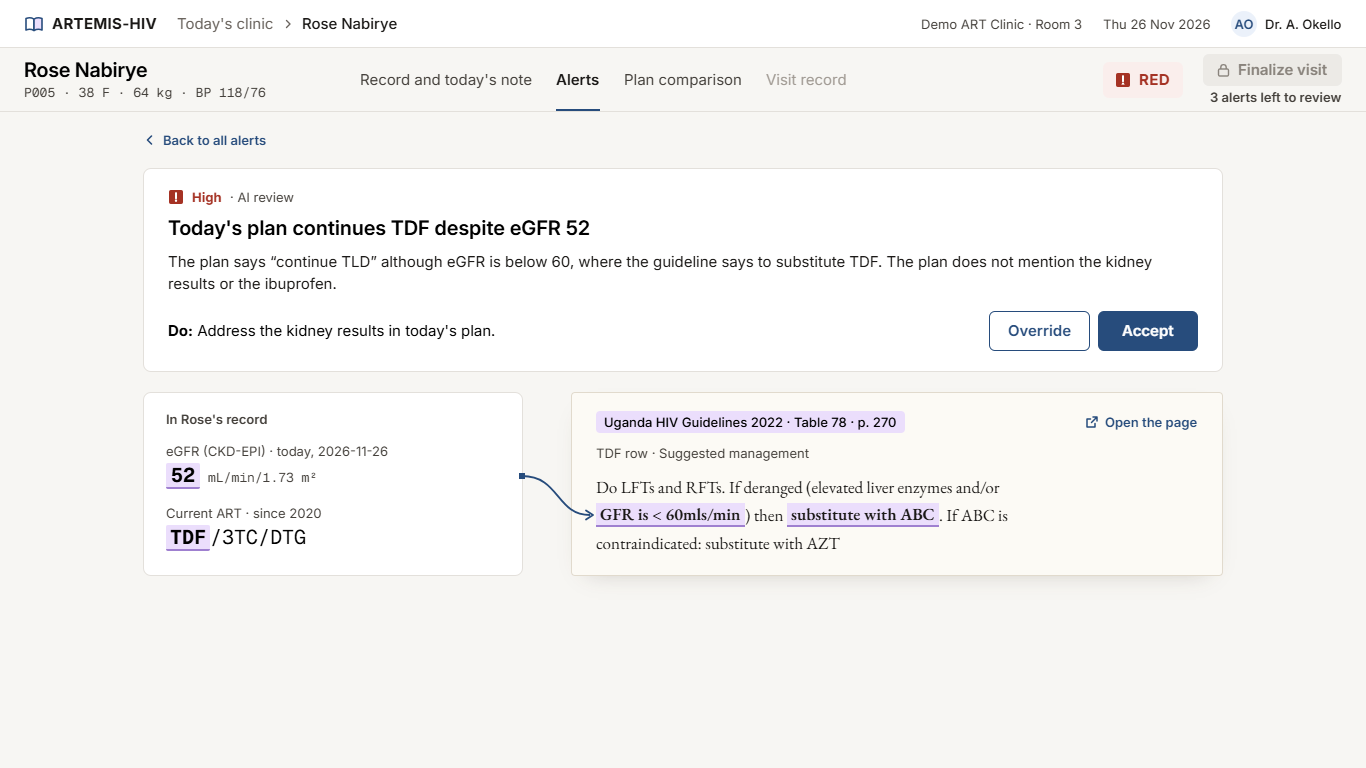 ARTEMIS-HIV
Today's clinic
Rose Nabirye
Demo ART Clinic · Room 3
Thu 26 Nov 2026
AO
Dr. A. Okello
Rose Nabirye
P005 · 38 F · 64 kg · BP 118/76
Record and today's note
Alerts
Plan comparison
Visit record
RED
Finalize visit
3 alerts left to review
Back to all alerts
High · AI review
Today's plan continues TDF despite eGFR 52
The plan says “continue TLD” although eGFR is below 60, where the guideline says to substitute TDF. The plan does not mention the kidney
results or the ibuprofen.
Do: Address the kidney results in today's plan.
Override
Accept
In Rose's record
eGFR (CKD-EPI) · today, 2026-11-26
52 mL/min/1.73 m²
Current ART · since 2020
TDF/3TC/DTG
Uganda HIV Guidelines 2022 · Table 78 · p. 270
Open the page
TDF row · Suggested management
Do LFTs and RFTs. If deranged (elevated liver enzymes and/or
GFR is < 60mls/min) then substitute with ABC. If ABC is
contraindicated: substitute with AZT